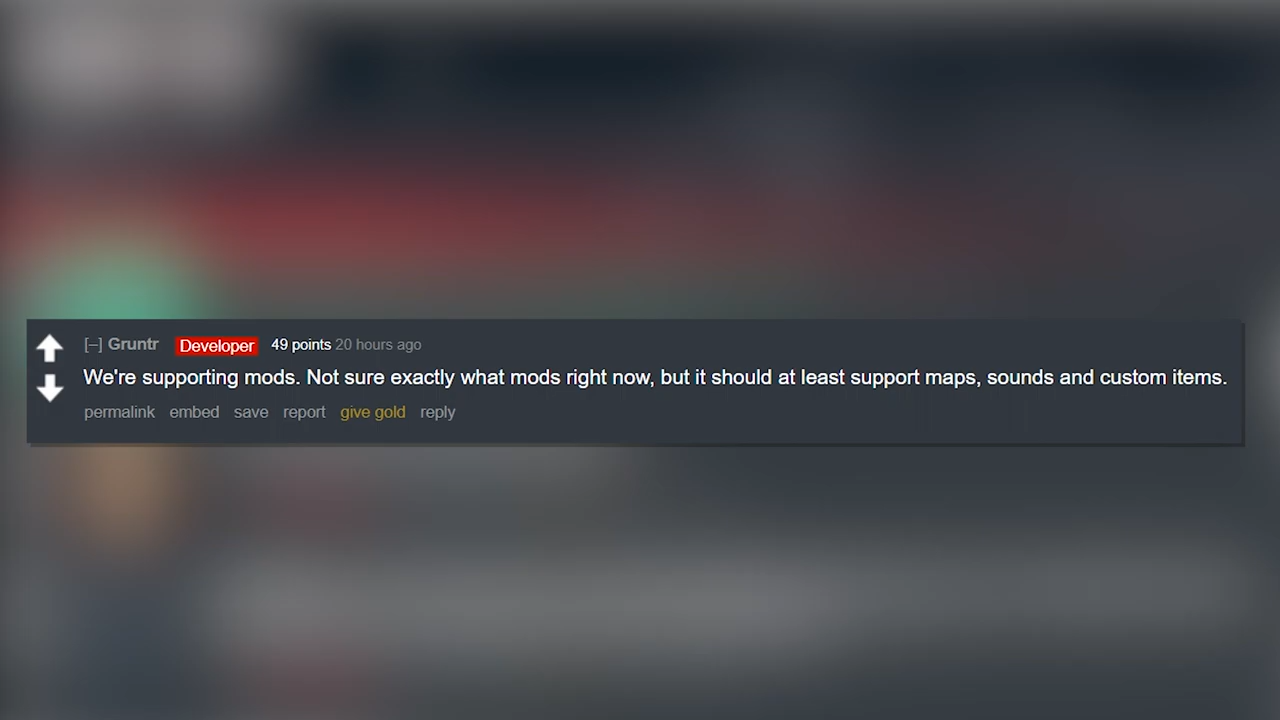 [–] Gruntr Developer 49 points 20 hours ago
We're supporting mods. Not sure exactly what mods right now, but it should at least support maps, sounds and custom items.
permalink embed save report give gold reply